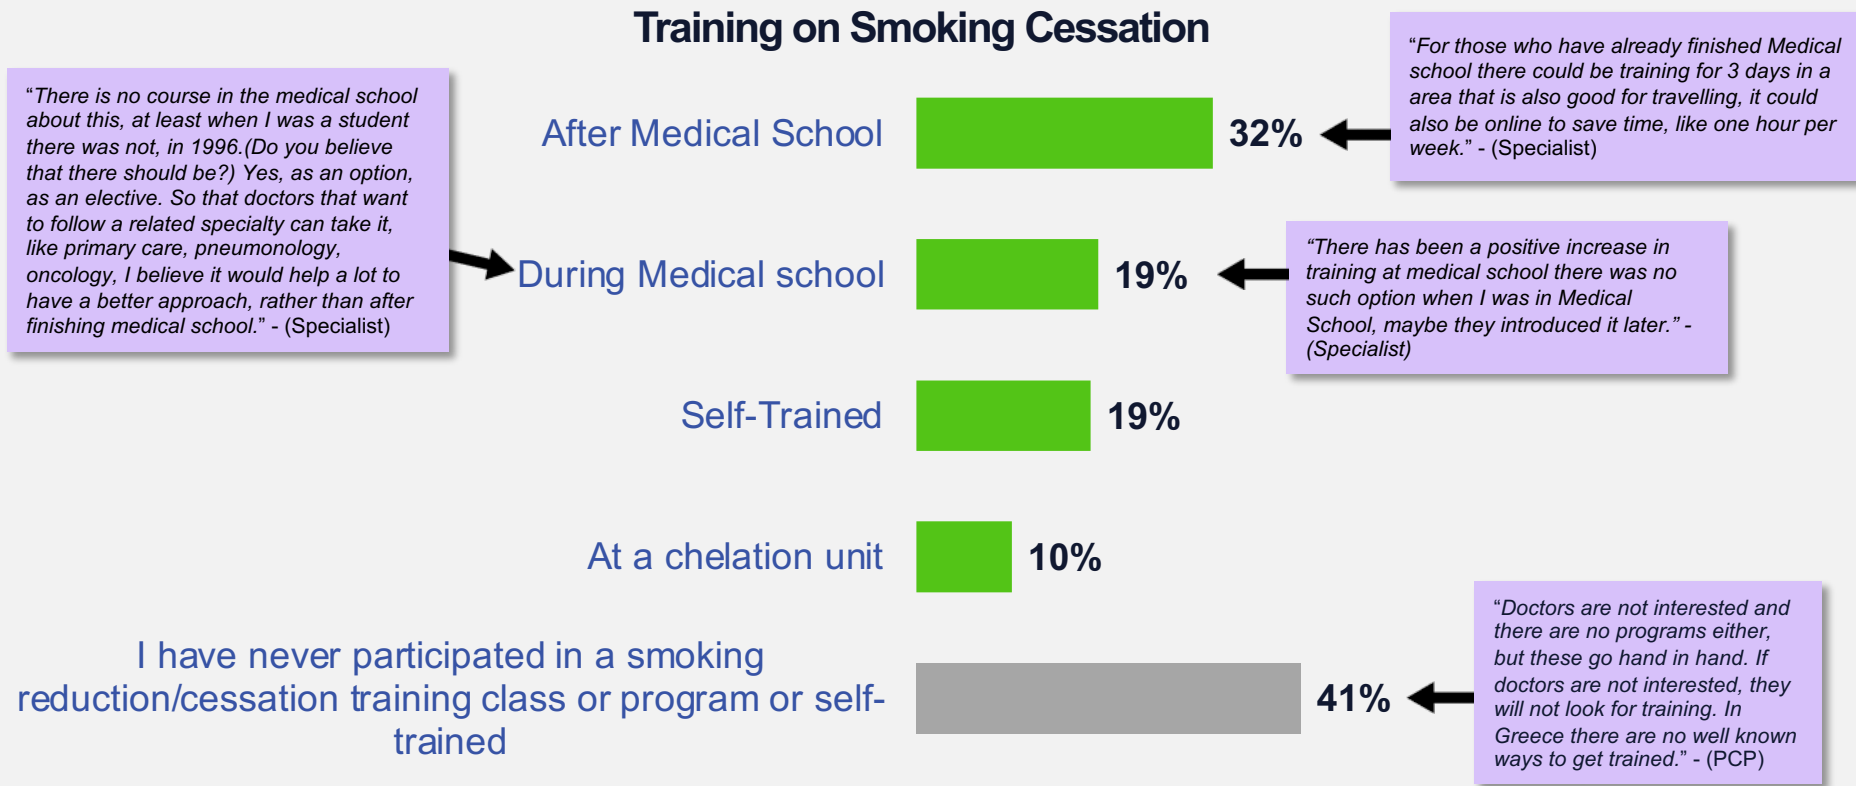 Training on Smoking Cessation
“There is no course in the medical school
about this, at least when I was a student
there was not, in 1996.(Do you believe
that there should be?) Yes, as an option,
as an elective. So that doctors that want
to follow a related specialty can take it,
like primary care, pneumonology,
oncology, I believe it would help a lot to
have a better approach, rather than after
finishing medical school.” - (Specialist)
After Medical School
32%
“For those who have already finished Medical
school there could be training for 3 days in a
area that is also good for travelling, it could
also be online to save time, like one hour per
week.” - (Specialist)
During Medical school
19%
“There has been a positive increase in
training at medical school there was no
such option when I was in Medical
School, maybe they introduced it later.” -
(Specialist)
Self-Trained
19%
At a chelation unit
10%
I have never participated in a smoking
reduction/cessation training class or program or self-
trained
41%
“Doctors are not interested and
there are no programs either,
but these go hand in hand. If
doctors are not interested, they
will not look for training. In
Greece there are no well known
ways to get trained.” - (PCP)